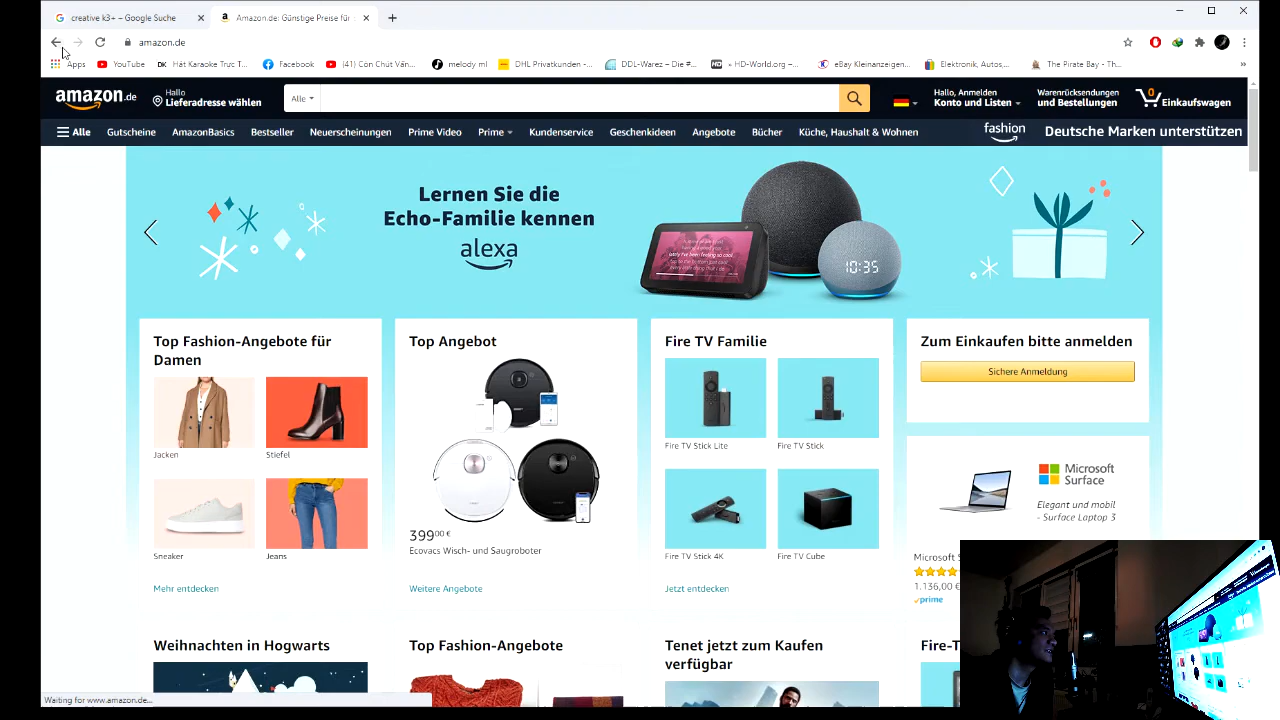 creative k3+ – Google Suche
Amazon.de: Günstige Preise für
amazon.de
Apps
YouTube
Hát Karaoke Trực T...
Facebook
(41) Còn Chút Vấn...
melody ml
DHL Privatkunden -...
DDL-Warez – Die #...
» HD-World.org –...
eBay Kleinanzeigen...
Elektronik, Autos,...
The Pirate Bay - Th...
amazon.de
Hallo
Lieferadresse wählen
Alle
Hallo, Anmelden
Konto und Listen
Warenrücksendungen
und Bestellungen
0
Einkaufswagen
Alle
Gutscheine
AmazonBasics
Bestseller
Neuerscheinungen
Prime Video
Prime
Kundenservice
Geschenkideen
Angebote
Bücher
Küche, Haushalt & Wohnen
fashion
Deutsche Marken unterstützen
Lernen Sie die
Echo-Familie kennen
alexa
10:35
Top Fashion-Angebote für
Damen
Jacken
Stiefel
Sneaker
Jeans
Mehr entdecken
Top Angebot
399,00 €
Ecovacs Wisch- und Saugroboter
Weitere Angebote
Fire TV Familie
Fire TV Stick Lite
Fire TV Stick
Fire TV Stick 4K
Fire TV Cube
Jetzt entdecken
Zum Einkaufen bitte anmelden
Sichere Anmeldung
Microsoft
Surface
Elegant und mobil
- Surface Laptop 3
Microsoft S
1.136,00 €
prime
Weihnachten in Hogwarts
Top Fashion-Angebote
Tenet jetzt zum Kaufen
verfügbar
Fire-T
Waiting for www.amazon.de...